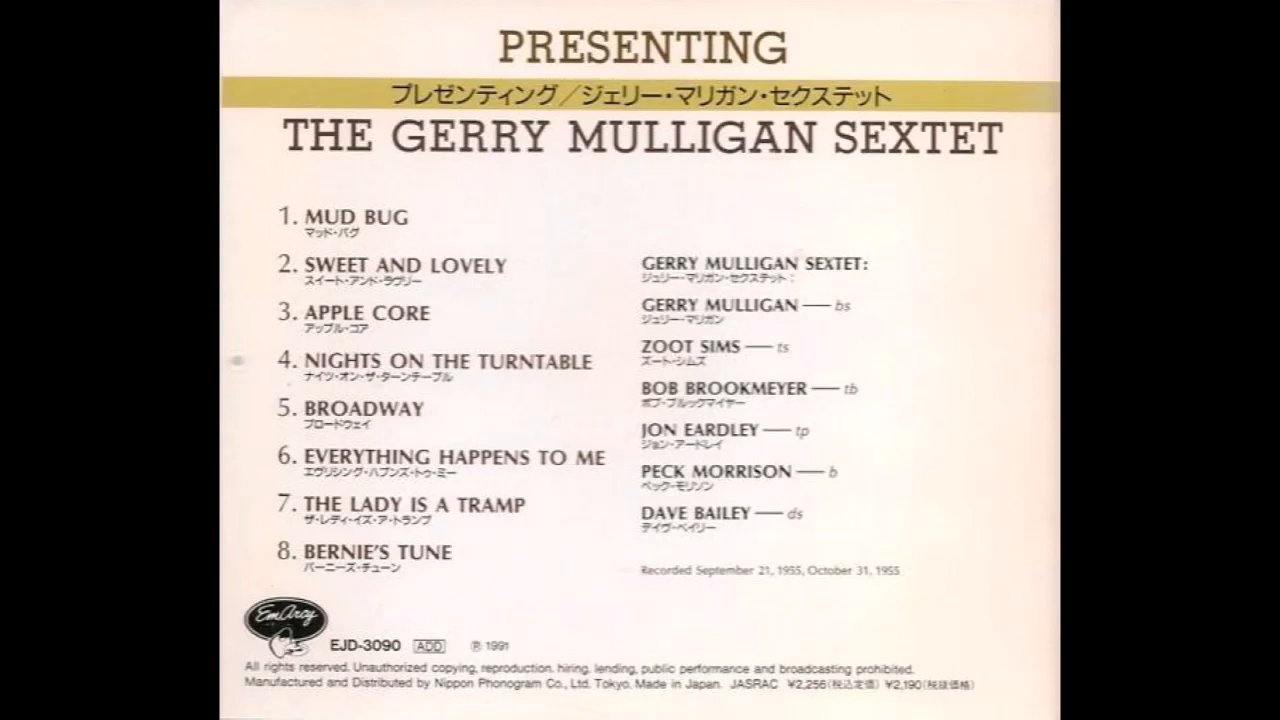 PRESENTING
プレゼンティング／ジェリー・マリガン・セクステット
THE GERRY MULLIGAN SEXTET
1. MUD BUG
マッド・バグ
2. SWEET AND LOVELY
スイート・アンド・ラヴリー
3. APPLE CORE
アップル・コア
4. NIGHTS ON THE TURNTABLE
ナイツ・オン・ザ・ターンテーブル
5. BROADWAY
ブロードウェイ
6. EVERYTHING HAPPENS TO ME
エヴリシング・ハプンズ・トゥ・ミー
7. THE LADY IS A TRAMP
ザ・レディ・イズ・ア・トランプ
8. BERNIE'S TUNE
バーニーズ・チューン
GERRY MULLIGAN SEXTET:
ジェリー・マリガン・セクステット：
GERRY MULLIGAN — bs
ジェリー・マリガン
ZOOT SIMS — ts
ズート・シムズ
BOB BROOKMEYER — tb
ボブ・ブルックマイヤー
JON EARDLEY — tp
ジョン・アードレイ
PECK MORRISON — b
ペック・モリソン
DAVE BAILEY — ds
デイヴ・ベイリー
Recorded September 21, 1955, October 31, 1955
EmArcy
EJD-3090 ADD ℗ 1991
All rights reserved. Unauthorized copying, reproduction, hiring, lending, public performance and broadcasting prohibited.
Manufactured and Distributed by Nippon Phonogram Co., Ltd. Tokyo. Made in Japan. JASRAC ¥2,256(税込定価) ¥2,190(税抜価格)